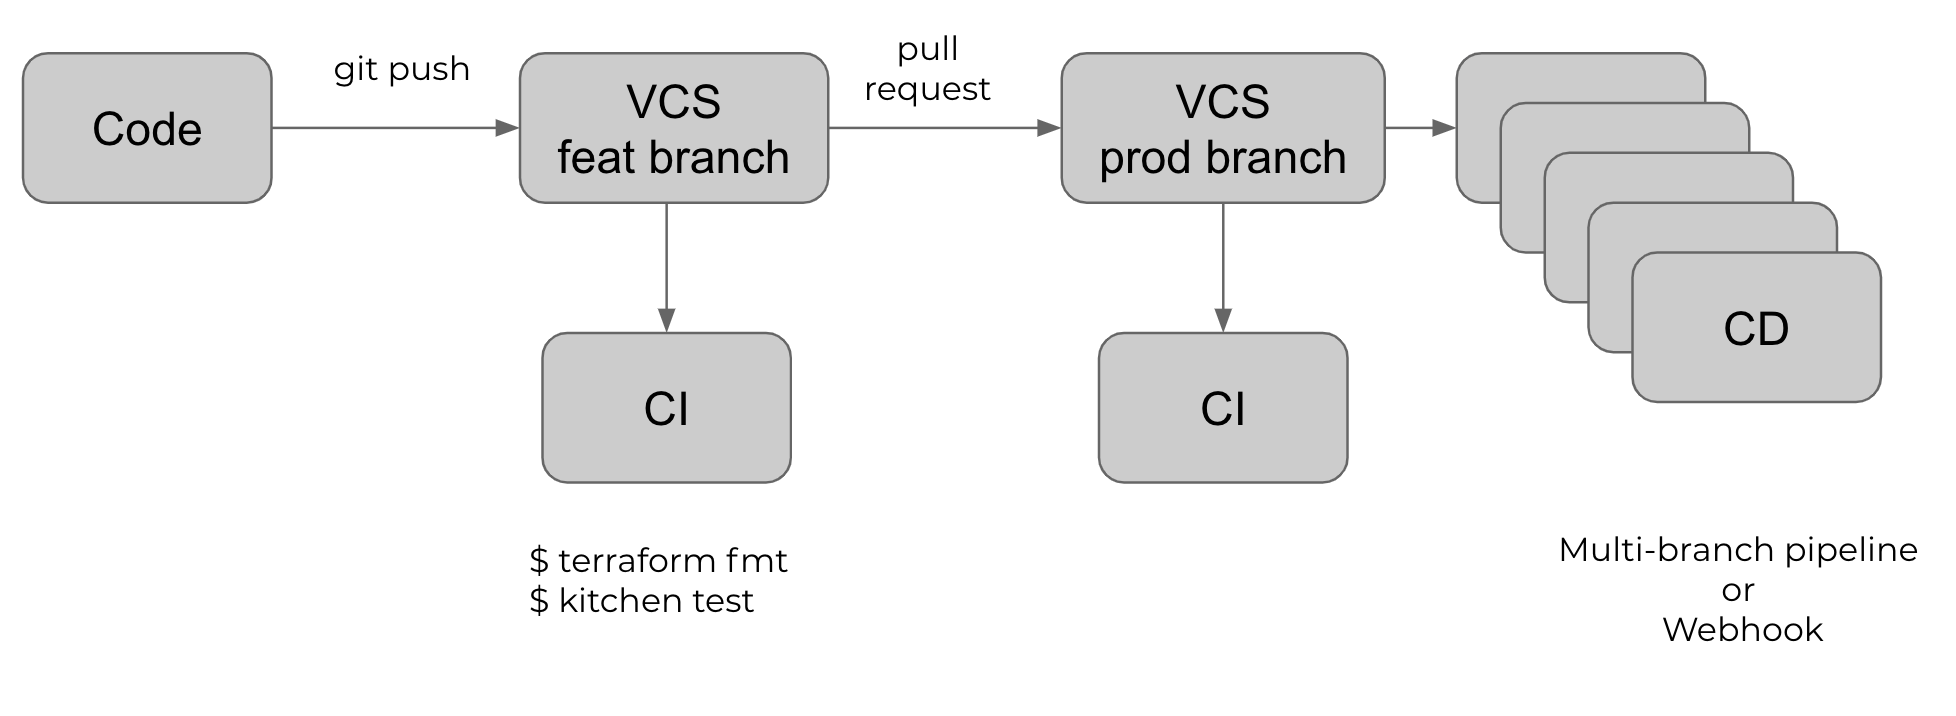 Code
git push
VCS
feat branch
pull
request
VCS
prod branch
CD
CI
CI
$ terraform fmt
$ kitchen test
Multi-branch pipeline
or
Webhook